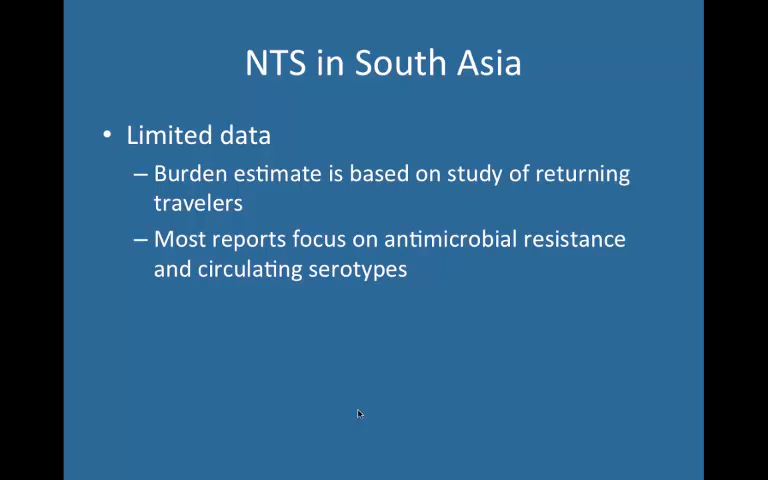 NTS in South Asia
• Limited data
– Burden estimate is based on study of returning
travelers
– Most reports focus on antimicrobial resistance
and circulating serotypes